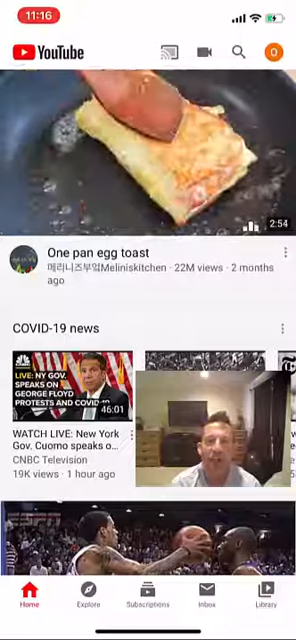 11:16
YouTube
O
2:54
One pan egg toast
메리니즈부엌Meliniskitchen · 22M views · 2 months
ago
COVID-19 news
LIVE: NY GOV.
SPEAKS ON
GEORGE FLOYD
PROTESTS AND COVID-19
46:01
WATCH LIVE: New York
Gov. Cuomo speaks o...
CNBC Television
19K views · 1 hour ago
Home
Explore
Subscriptions
Inbox
Library